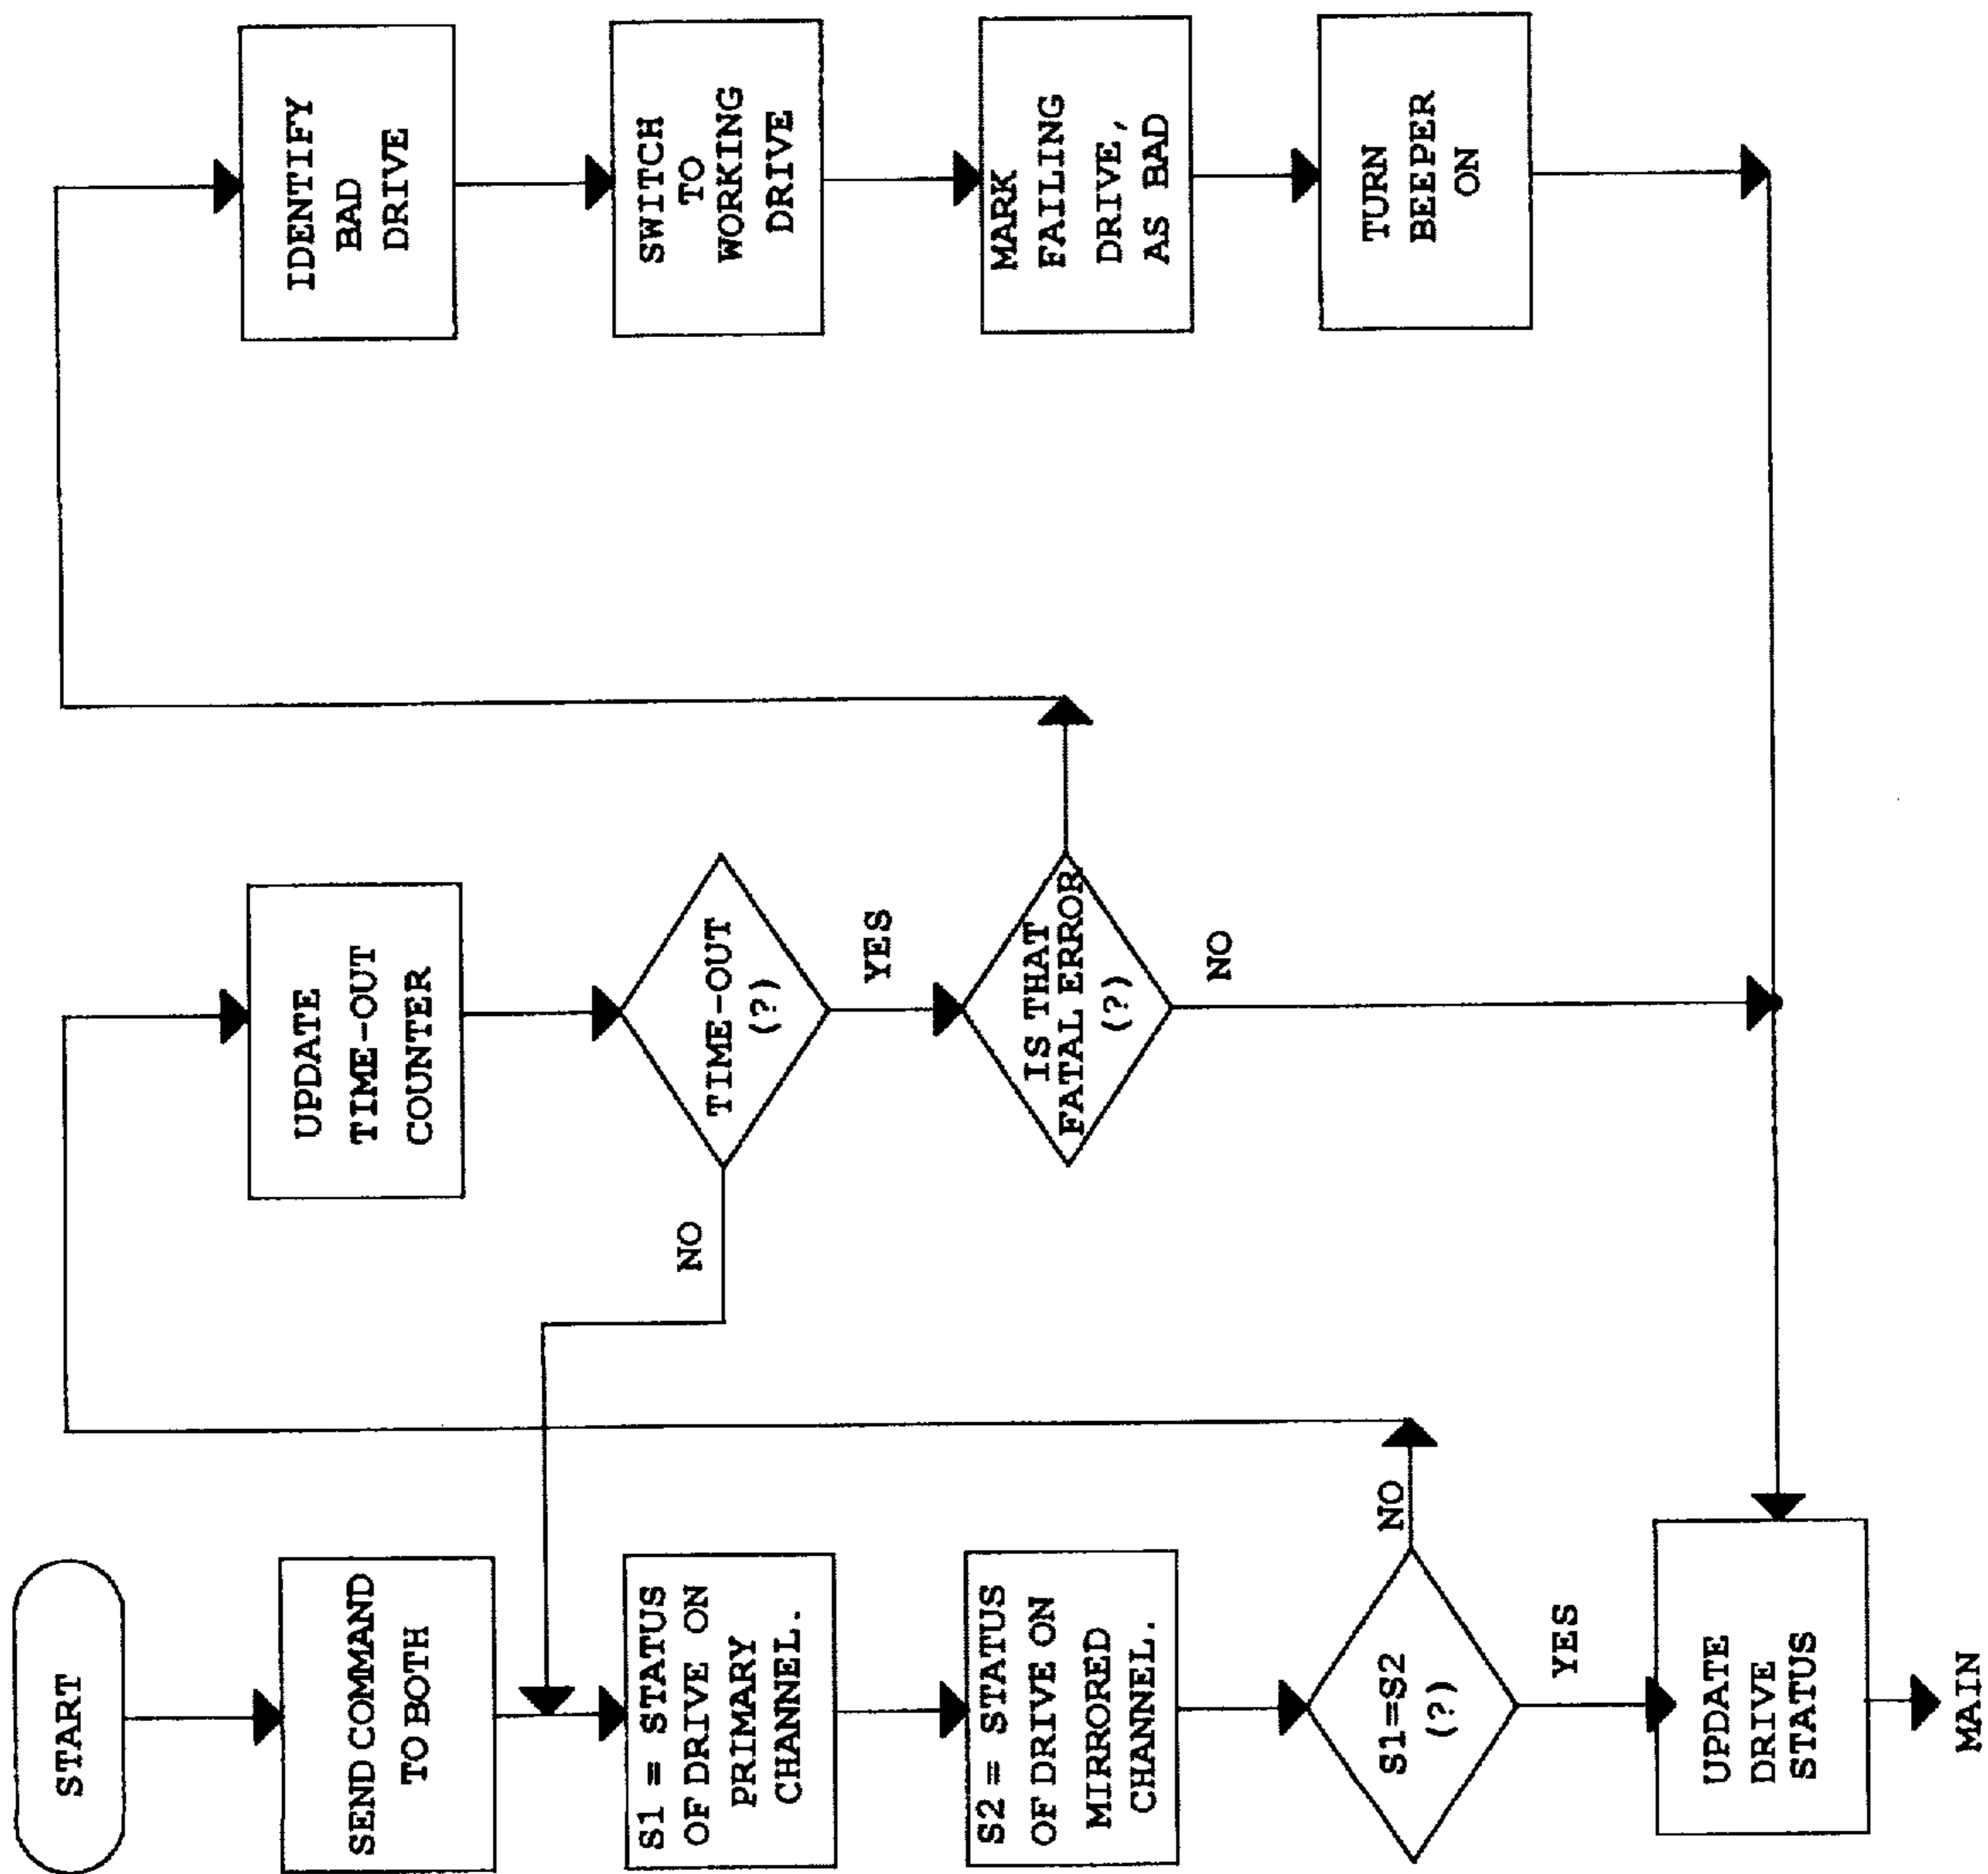 START
SEND COMMAND
TO BOTH
S1 = STATUS
OF DRIVE ON
PRIMARY
CHANNEL.
S2 = STATUS
OF DRIVE ON
MIRRORED
CHANNEL.
S1=S2
(?)
NO
YES
UPDATE
DRIVE
STATUS
MAIN
UPDATE
TIME-OUT
COUNTER
TIME-OUT
(?)
NO
YES
IS THAT
FATAL ERROR
(?)
NO
IDENTIFY
BAD
DRIVE
SWITCH
TO
WORKING
DRIVE
MARK
FAILING
DRIVE,
AS BAD
TURN
BEEPER
ON